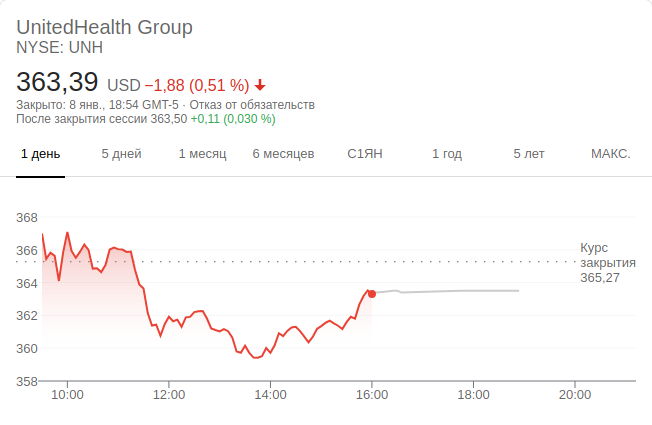 UnitedHealth Group
NYSE: UNH
363,39 USD −1,88 (0,51 %)
Закрыто: 8 янв., 18:54 GMT-5 · Отказ от обязательств
После закрытия сессии 363,50 +0,11 (0,030 %)
1 день 5 дней 1 месяц 6 месяцев С1ЯН 1 год 5 лет МАКС.
368
366
364
362
360
358
Курс
закрытия
365,27
10:00 12:00 14:00 16:00 18:00 20:00